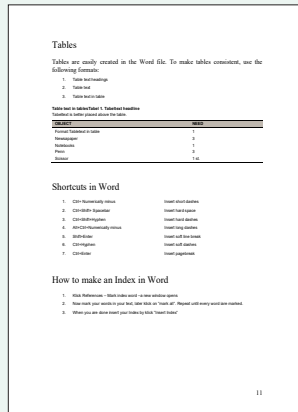 Tables
Tables are easily created in the Word file. To make tables consistent, use the
following formats:
1. Table text headings
2. Table text
3. Table text in table
Table text in tableTabel 1. Tabeltext headline
Tabeltext is better placed above the table.
OBJECT NEED
Format Tabletext in table 1
Newspaper 3
Notebooks 1
Penn 3
Scissor 1 st.
Shortcuts in Word
1. Ctrl+ Numerically minus Insert short dashes
2. Ctrl+Shift+ Spacebar Insert hard space
3. Ctrl+Shift+Hyphen Insert hard dashes
4. Alt+Ctrl+Numerically minus Insert long dashes
5. Shift+Enter Insert soft line break
6. Ctrl+Hyphen Insert soft dashes
7. Ctrl+Enter Insert pagebreak
How to make an Index in Word
1. Klick References – Mark index word –a new window opens
2. Now mark your words in your text, later klick on "mark all". Repeat until every word are marked.
3. When you are done insert your Index by klick "Insert Index"
11